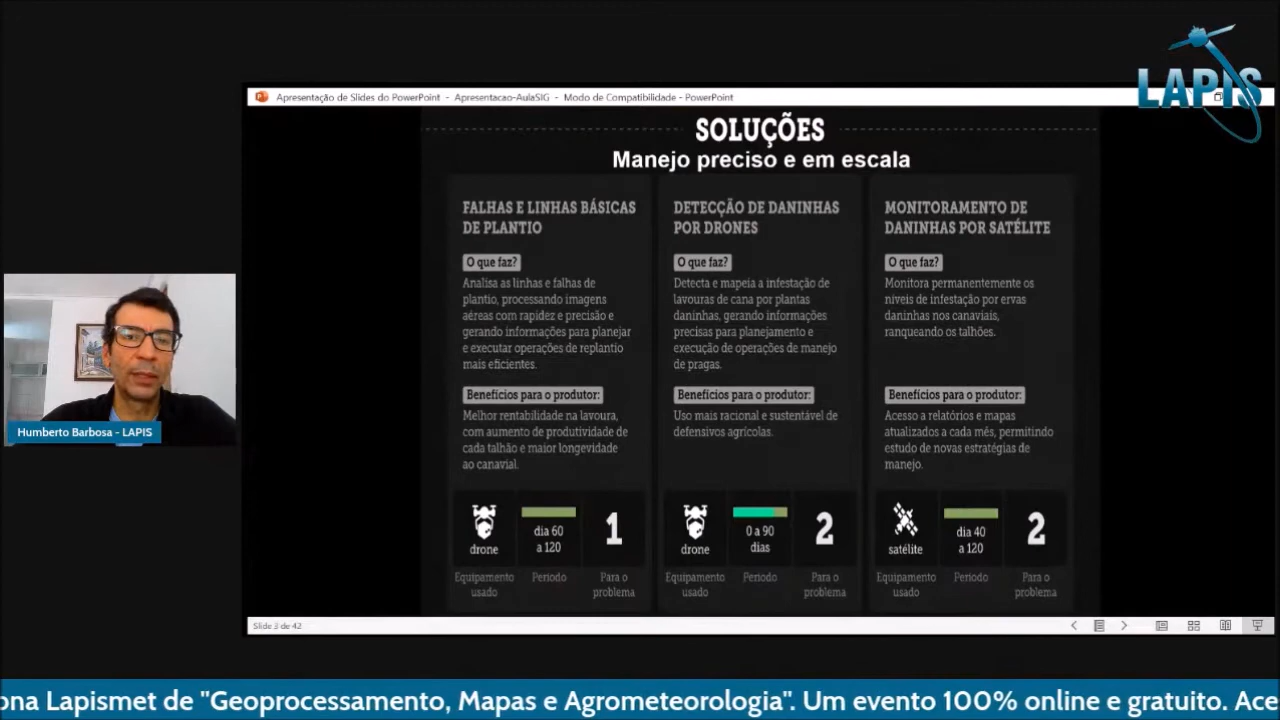 LAPIS
Apresentação de Slides do PowerPoint - Apresentacao-AulaSIG - Modo de Compatibilidade - PowerPoint
SOLUÇÕES
Manejo preciso e em escala
FALHAS E LINHAS BÁSICAS
DE PLANTIO
O que faz?
Analisa as linhas e falhas de
plantio, processando imagens
aéreas com rapidez e precisão e
gerando informações para planejar
e executar operações de replantio
mais eficientes.
Benefícios para o produtor:
Melhor rentabilidade na lavoura,
com aumento de produtividade de
cada talhão e maior longevidade
ao canavial.
drone
dia 60
a 120
1
Equipamento
usado
Periodo
Para o
problema
DETECÇÃO DE DANINHAS
POR DRONES
O que faz?
Detecta e mapeia a infestação de
lavouras de cana por plantas
daninhas, gerando informações
precisas para planejamento e
execução de operações de manejo
de pragas.
Benefícios para o produtor:
Uso mais racional e sustentável de
defensivos agrícolas.
drone
0 a 90
dias
2
Equipamento
usado
Periodo
Para o
problema
MONITORAMENTO DE
DANINHAS POR SATÉLITE
O que faz?
Monitora permanentemente os
níveis de infestação por ervas
daninhas nos canaviais,
ranqueando os talhões.
Benefícios para o produtor:
Acesso a relatórios e mapas
atualizados a cada mês, permitindo
estudo de novas estratégias de
manejo.
satélite
dia 40
a 120
2
Equipamento
usado
Periodo
Para o
problema
Humberto Barbosa - LAPIS
Slide 3 de 42
ona Lapismet de "Geoprocessamento, Mapas e Agrometeorologia". Um evento 100% online e gratuito. Ace